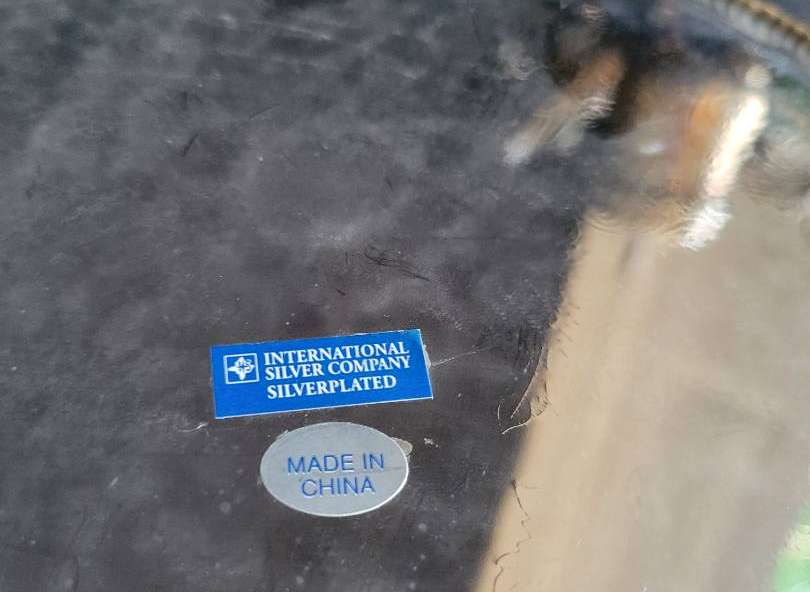 INTERNATIONAL
SILVER COMPANY
SILVERPLATED
MADE IN
CHINA